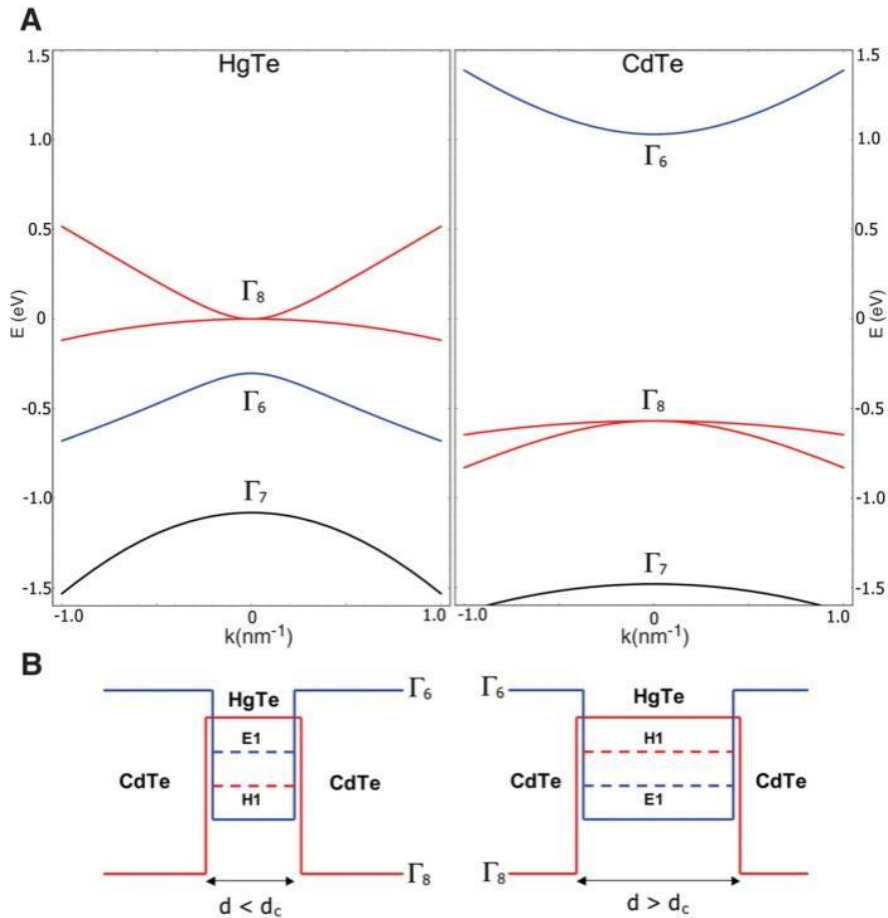 A
HgTe
CdTe
1.5
1.0
0.5
0
-0.5
-1.0
-1.5
E (eV)
Γ8
Γ6
Γ7
-1.0
0
1.0
k(nm-1)
Γ6
Γ8
Γ7
1.5
1.0
0.5
0
-0.5
-1.0
-1.5
E (eV)
-1.0
0
1.0
k(nm-1)
B
HgTe
Γ6
E1
CdTe
H1
CdTe
Γ8
d < dc
Γ6
HgTe
H1
CdTe
E1
CdTe
Γ8
d > dc